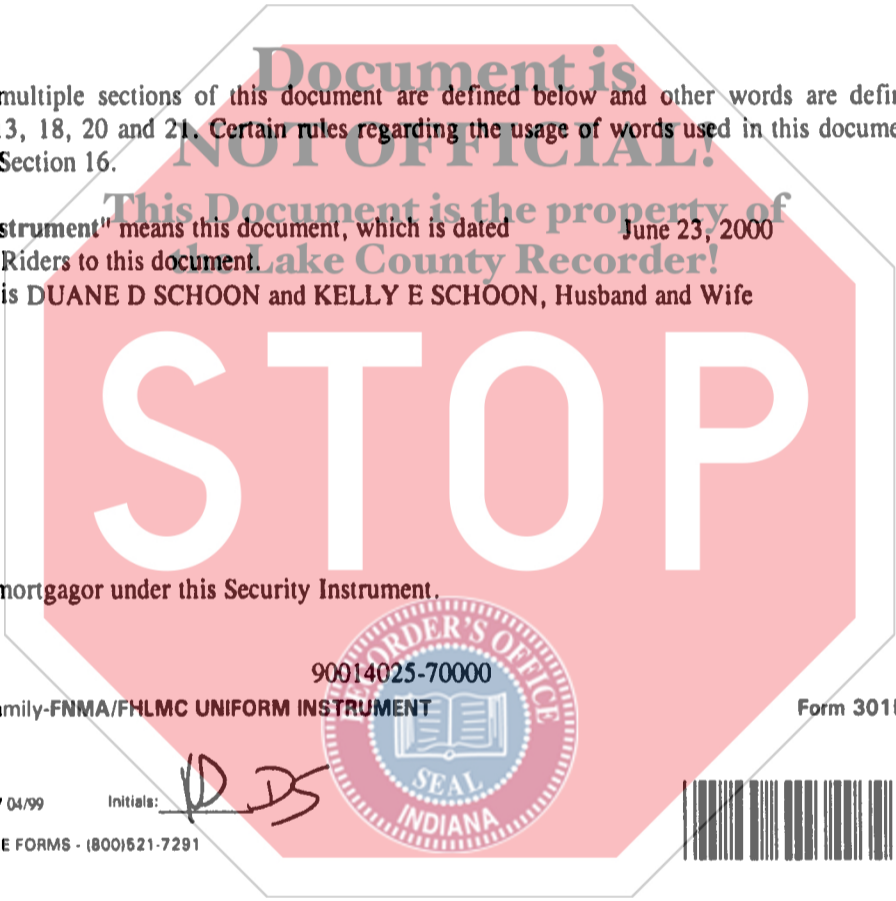 Document is
multiple sections of this document are defined below and other words are defi
3, 18, 20 and 21. Certain rules regarding the usage of words used in this docume
NOT OFFICIAL!
Section 16.
This Document is the property of
strument" means this document, which is dated June 23, 2000
the Lake County Recorder!
Riders to this document.
is DUANE D SCHOON and KELLY E SCHOON, Husband and Wife
STOP
mortgagor under this Security Instrument.
RECORDER'S OFFICE
90014025-70000
mily-FNMA/FHLMC UNIFORM INSTRUMENT Form 301
SEAL
INDIANA
04/99 Initials: DS
E FORMS - (800)521-7291